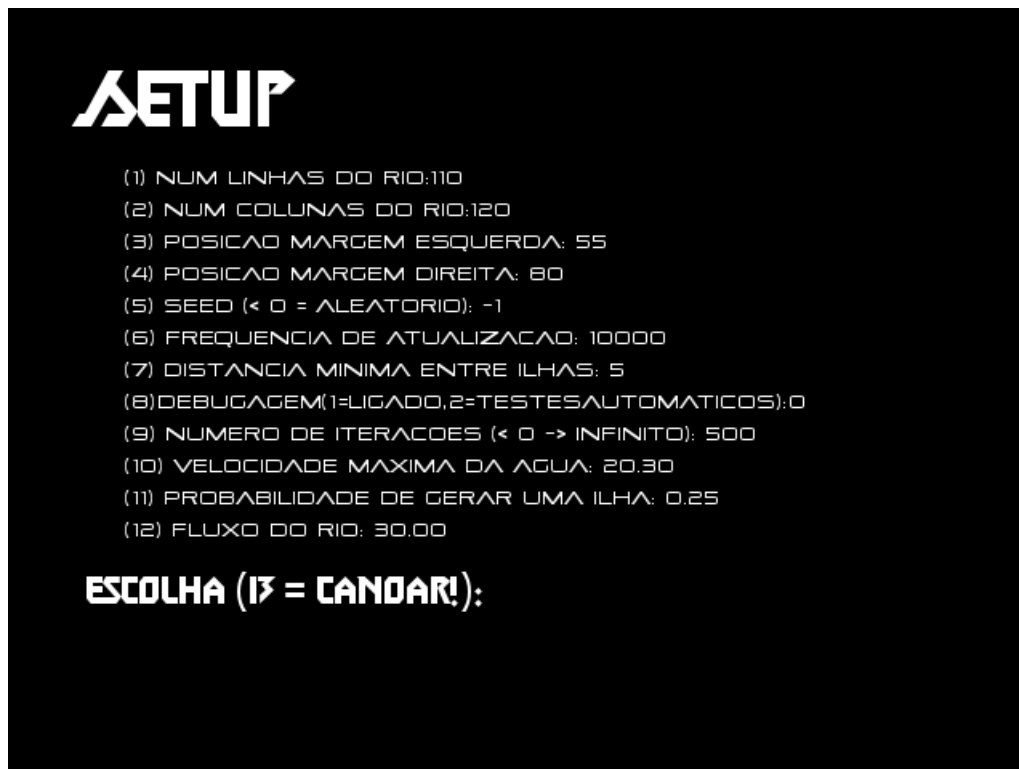 SETUP
(1) NUM LINHAS DO RIO:110
(2) NUM COLUNAS DO RIO:120
(3) POSICAO MARGEM ESQUERDA: 55
(4) POSICAO MARGEM DIREITA: 80
(5) SEED (< 0 = ALEATORIO): -1
(6) FREQUENCIA DE ATUALIZACAO: 10000
(7) DISTANCIA MINIMA ENTRE ILHAS: 5
(8)DEBUGAGEM(1=LIGADO,2=TESTESAUTOMATICOS):0
(9) NUMERO DE ITERACOES (< 0 -> INFINITO): 500
(10) VELOCIDADE MAXIMA DA AGUA: 20.30
(11) PROBABILIDADE DE GERAR UMA ILHA: 0.25
(12) FLUXO DO RIO: 30.00
ESCOLHA (13 = CANOAR!):